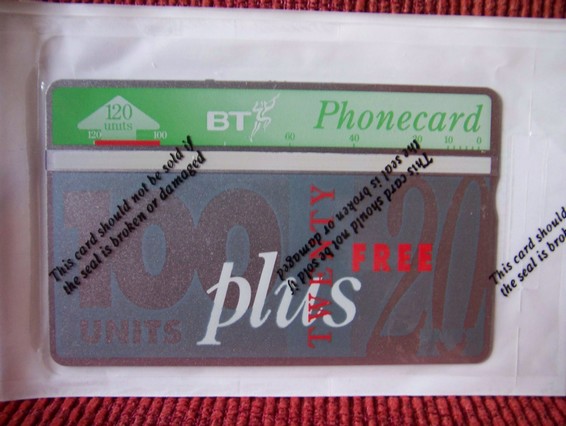 120
units
120 100
BT
Phonecard
60 40 20 10 0
This card should not be sold if
the seal is broken or damaged
This card should not be sold if
the seal is broken or damaged
This card should
the seal is brok
100
UNITS
plus
TWENTY
FREE
20